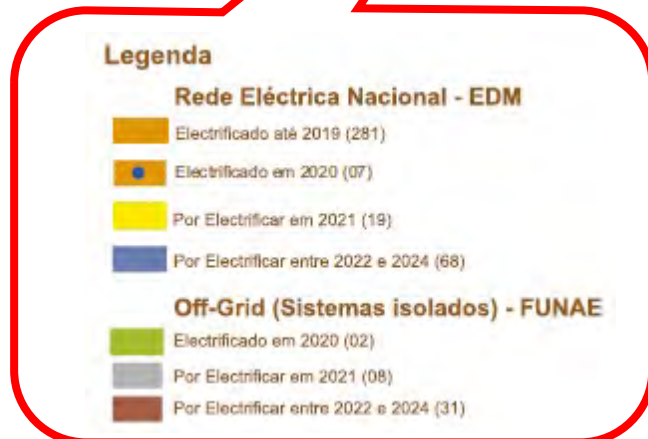 Legenda
Rede Eléctrica Nacional - EDM
Electrificado até 2019 (281)
Electrificado em 2020 (07)
Por Electrificar em 2021 (19)
Por Electrificar entre 2022 e 2024 (68)
Off-Grid (Sistemas isolados) - FUNAE
Electrificado em 2020 (02)
Por Electrificar em 2021 (08)
Por Electrificar entre 2022 e 2024 (31)